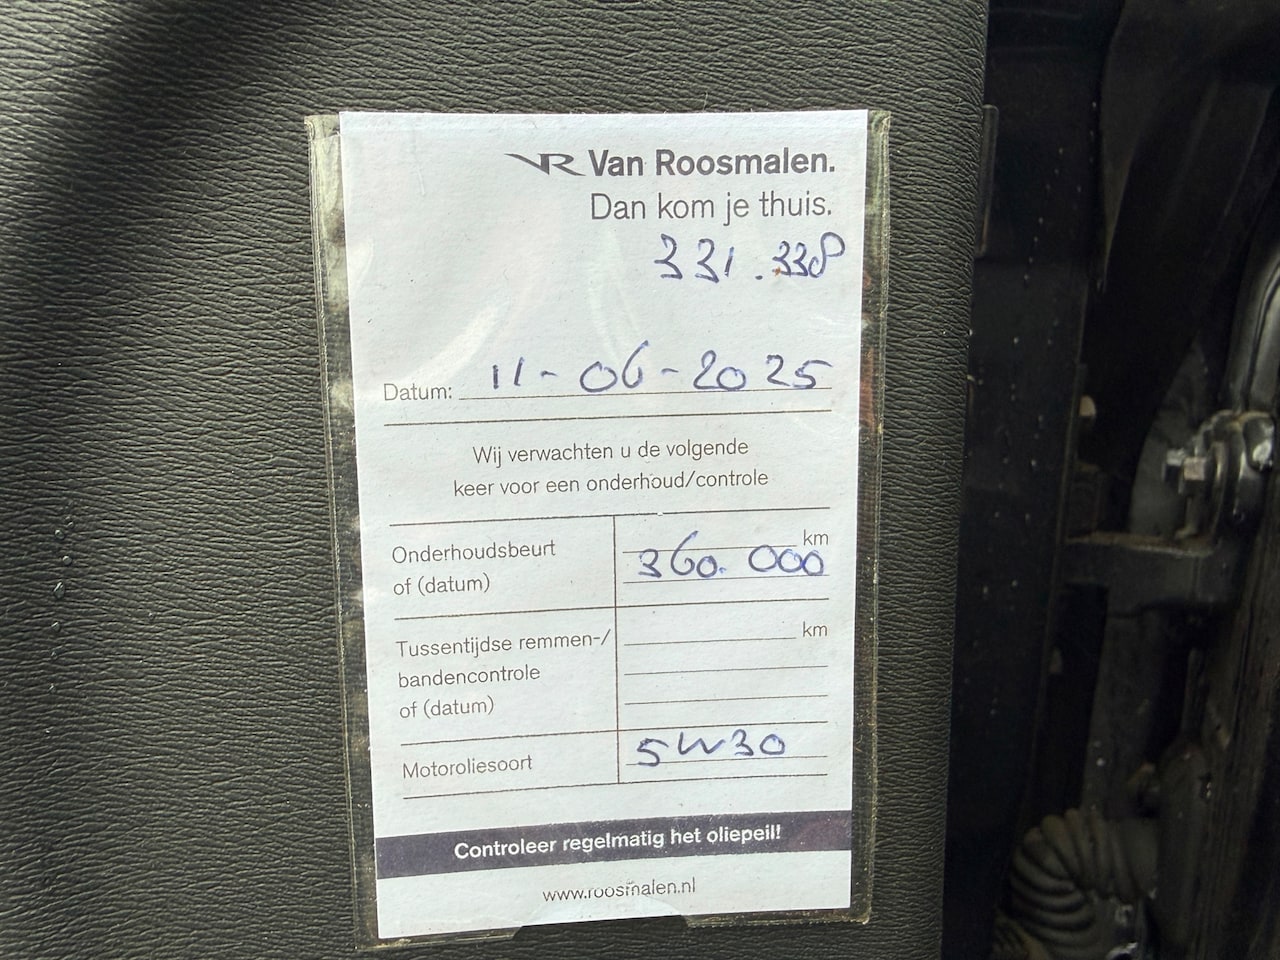 VR Van Roosmalen.
Dan kom je thuis.
331.338
Datum: 11-06-2025
Wij verwachten u de volgende
keer voor een onderhoud/controle
Onderhoudsbeurt
of (datum)
km
360.000
Tussentijdse remmen-/
bandencontrole
of (datum)
km
Motoroliesoort
5W30
Controleer regelmatig het oliepeil!
www.roosmalen.nl